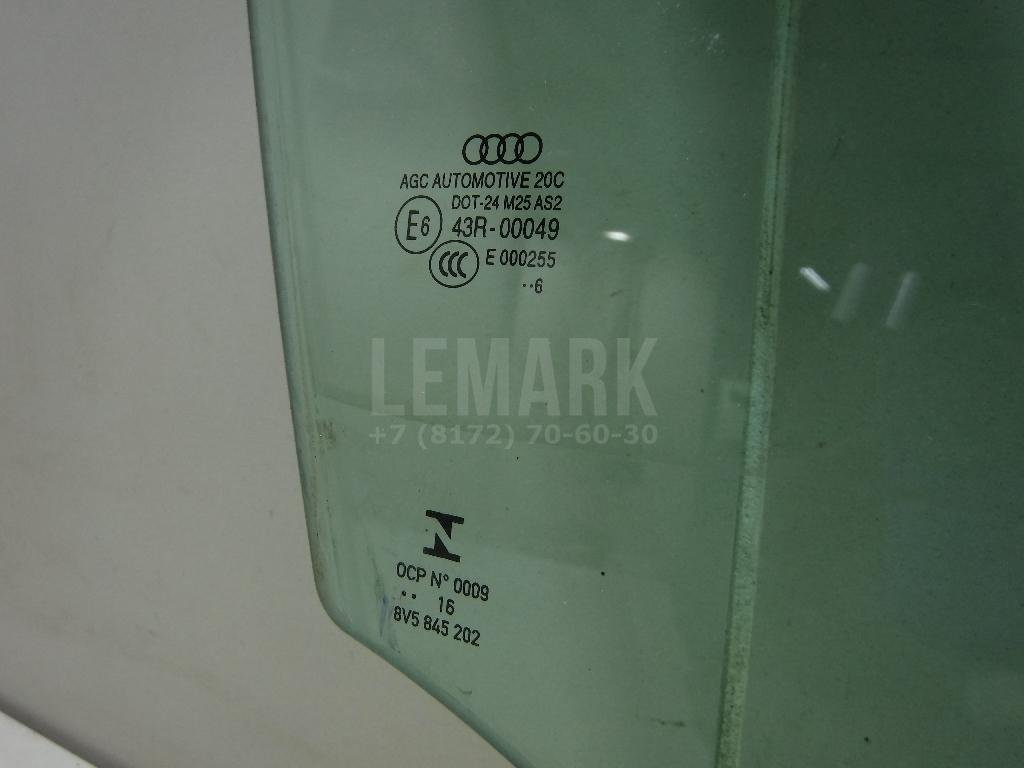 AGC AUTOMOTIVE 20C
DOT-24 M25 AS2
E6 43R-00049
CCC E 000255
··6
LEMARK
+7 (8172) 70-60-30
N
OCP N° 0009
·· 16
8V5 845 202